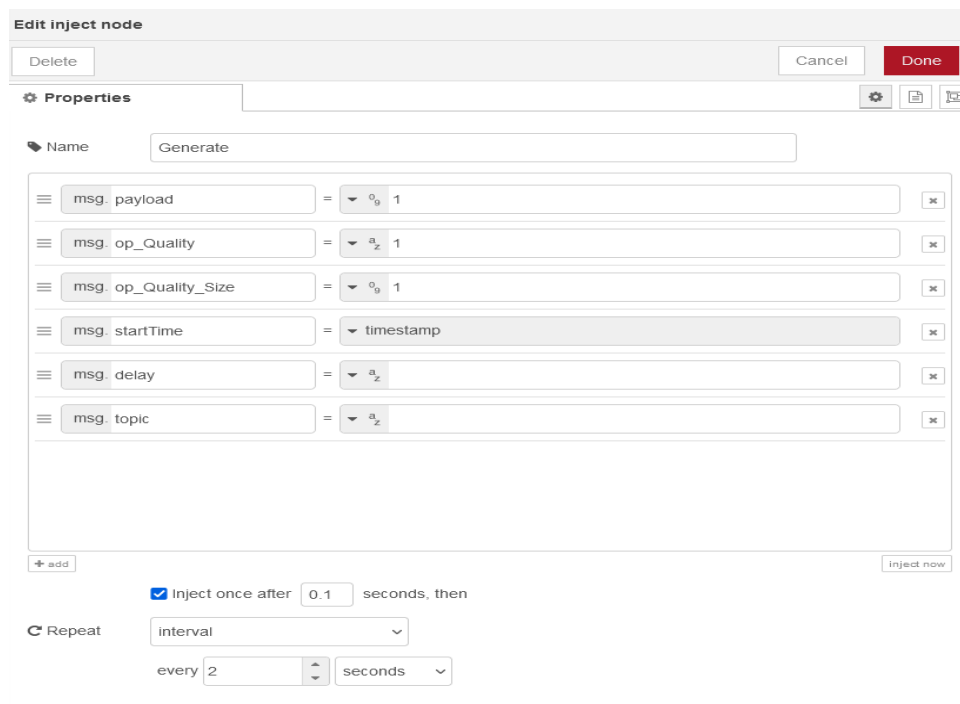 Edit inject node
Delete Cancel Done
Properties
Name Generate
msg. payload = 0 9 1
msg. op_Quality = a z 1
msg. op_Quality_Size = 0 9 1
msg. startTime = timestamp
msg. delay = a z
msg. topic = a z
+ add inject now
Inject once after 0.1 seconds, then
Repeat interval
every 2 seconds